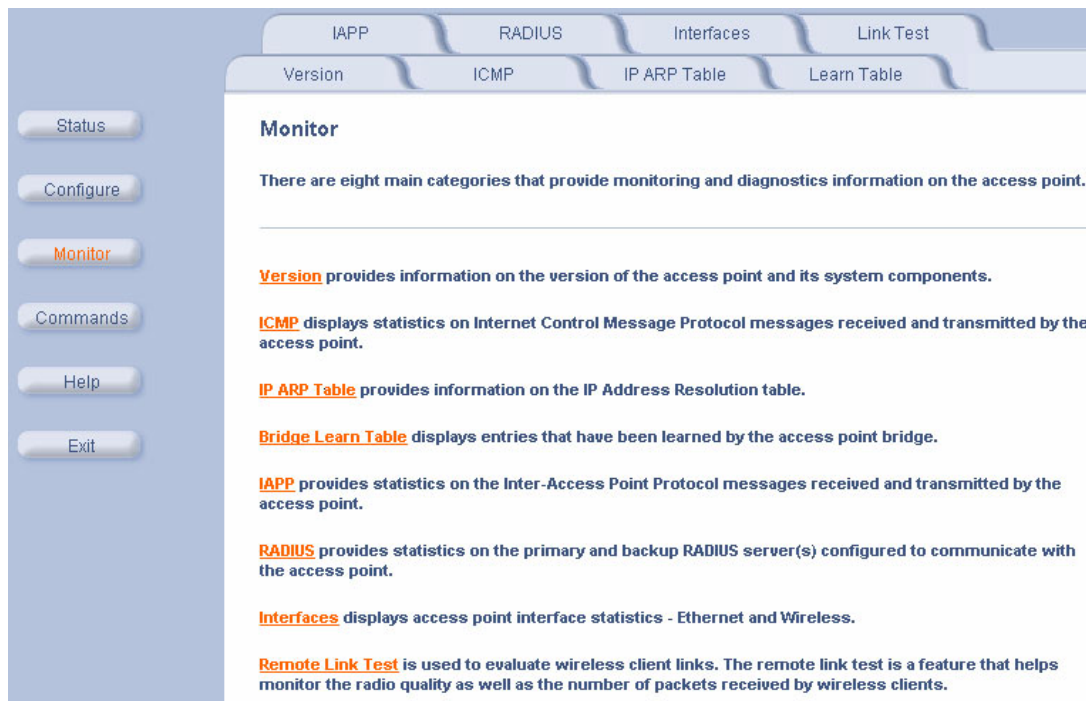 IAPP RADIUS Interfaces Link Test
Version ICMP IP ARP Table Learn Table
Status
Configure
Monitor
Commands
Help
Exit
Monitor
There are eight main categories that provide monitoring and diagnostics information on the access point.
Version provides information on the version of the access point and its system components.
ICMP displays statistics on Internet Control Message Protocol messages received and transmitted by the
access point.
IP ARP Table provides information on the IP Address Resolution table.
Bridge Learn Table displays entries that have been learned by the access point bridge.
IAPP provides statistics on the Inter-Access Point Protocol messages received and transmitted by the
access point.
RADIUS provides statistics on the primary and backup RADIUS server(s) configured to communicate with
the access point.
Interfaces displays access point interface statistics - Ethernet and Wireless.
Remote Link Test is used to evaluate wireless client links. The remote link test is a feature that helps
monitor the radio quality as well as the number of packets received by wireless clients.